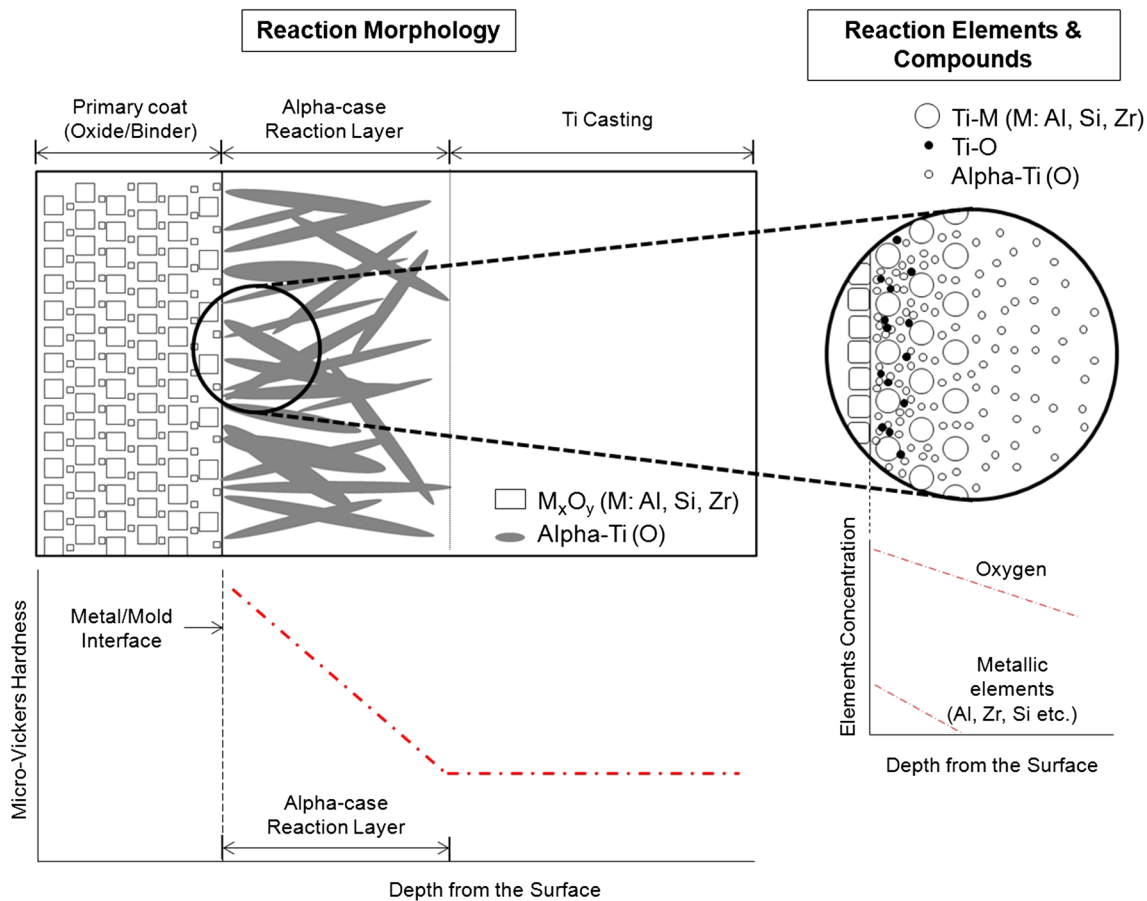 Reaction Morphology
Reaction Elements &
Compounds
Primary coat
(Oxide/Binder)
Alpha-case
Reaction Layer
Ti Casting
Ti-M (M: Al, Si, Zr)
Ti-O
Alpha-Ti (O)
MxOy (M: Al, Si, Zr)
Alpha-Ti (O)
Micro-Vickers Hardness
Metal/Mold
Interface
Alpha-case
Reaction Layer
Depth from the Surface
Elements Concentration
Oxygen
Metallic
elements
(Al, Zr, Si etc.)
Depth from the Surface